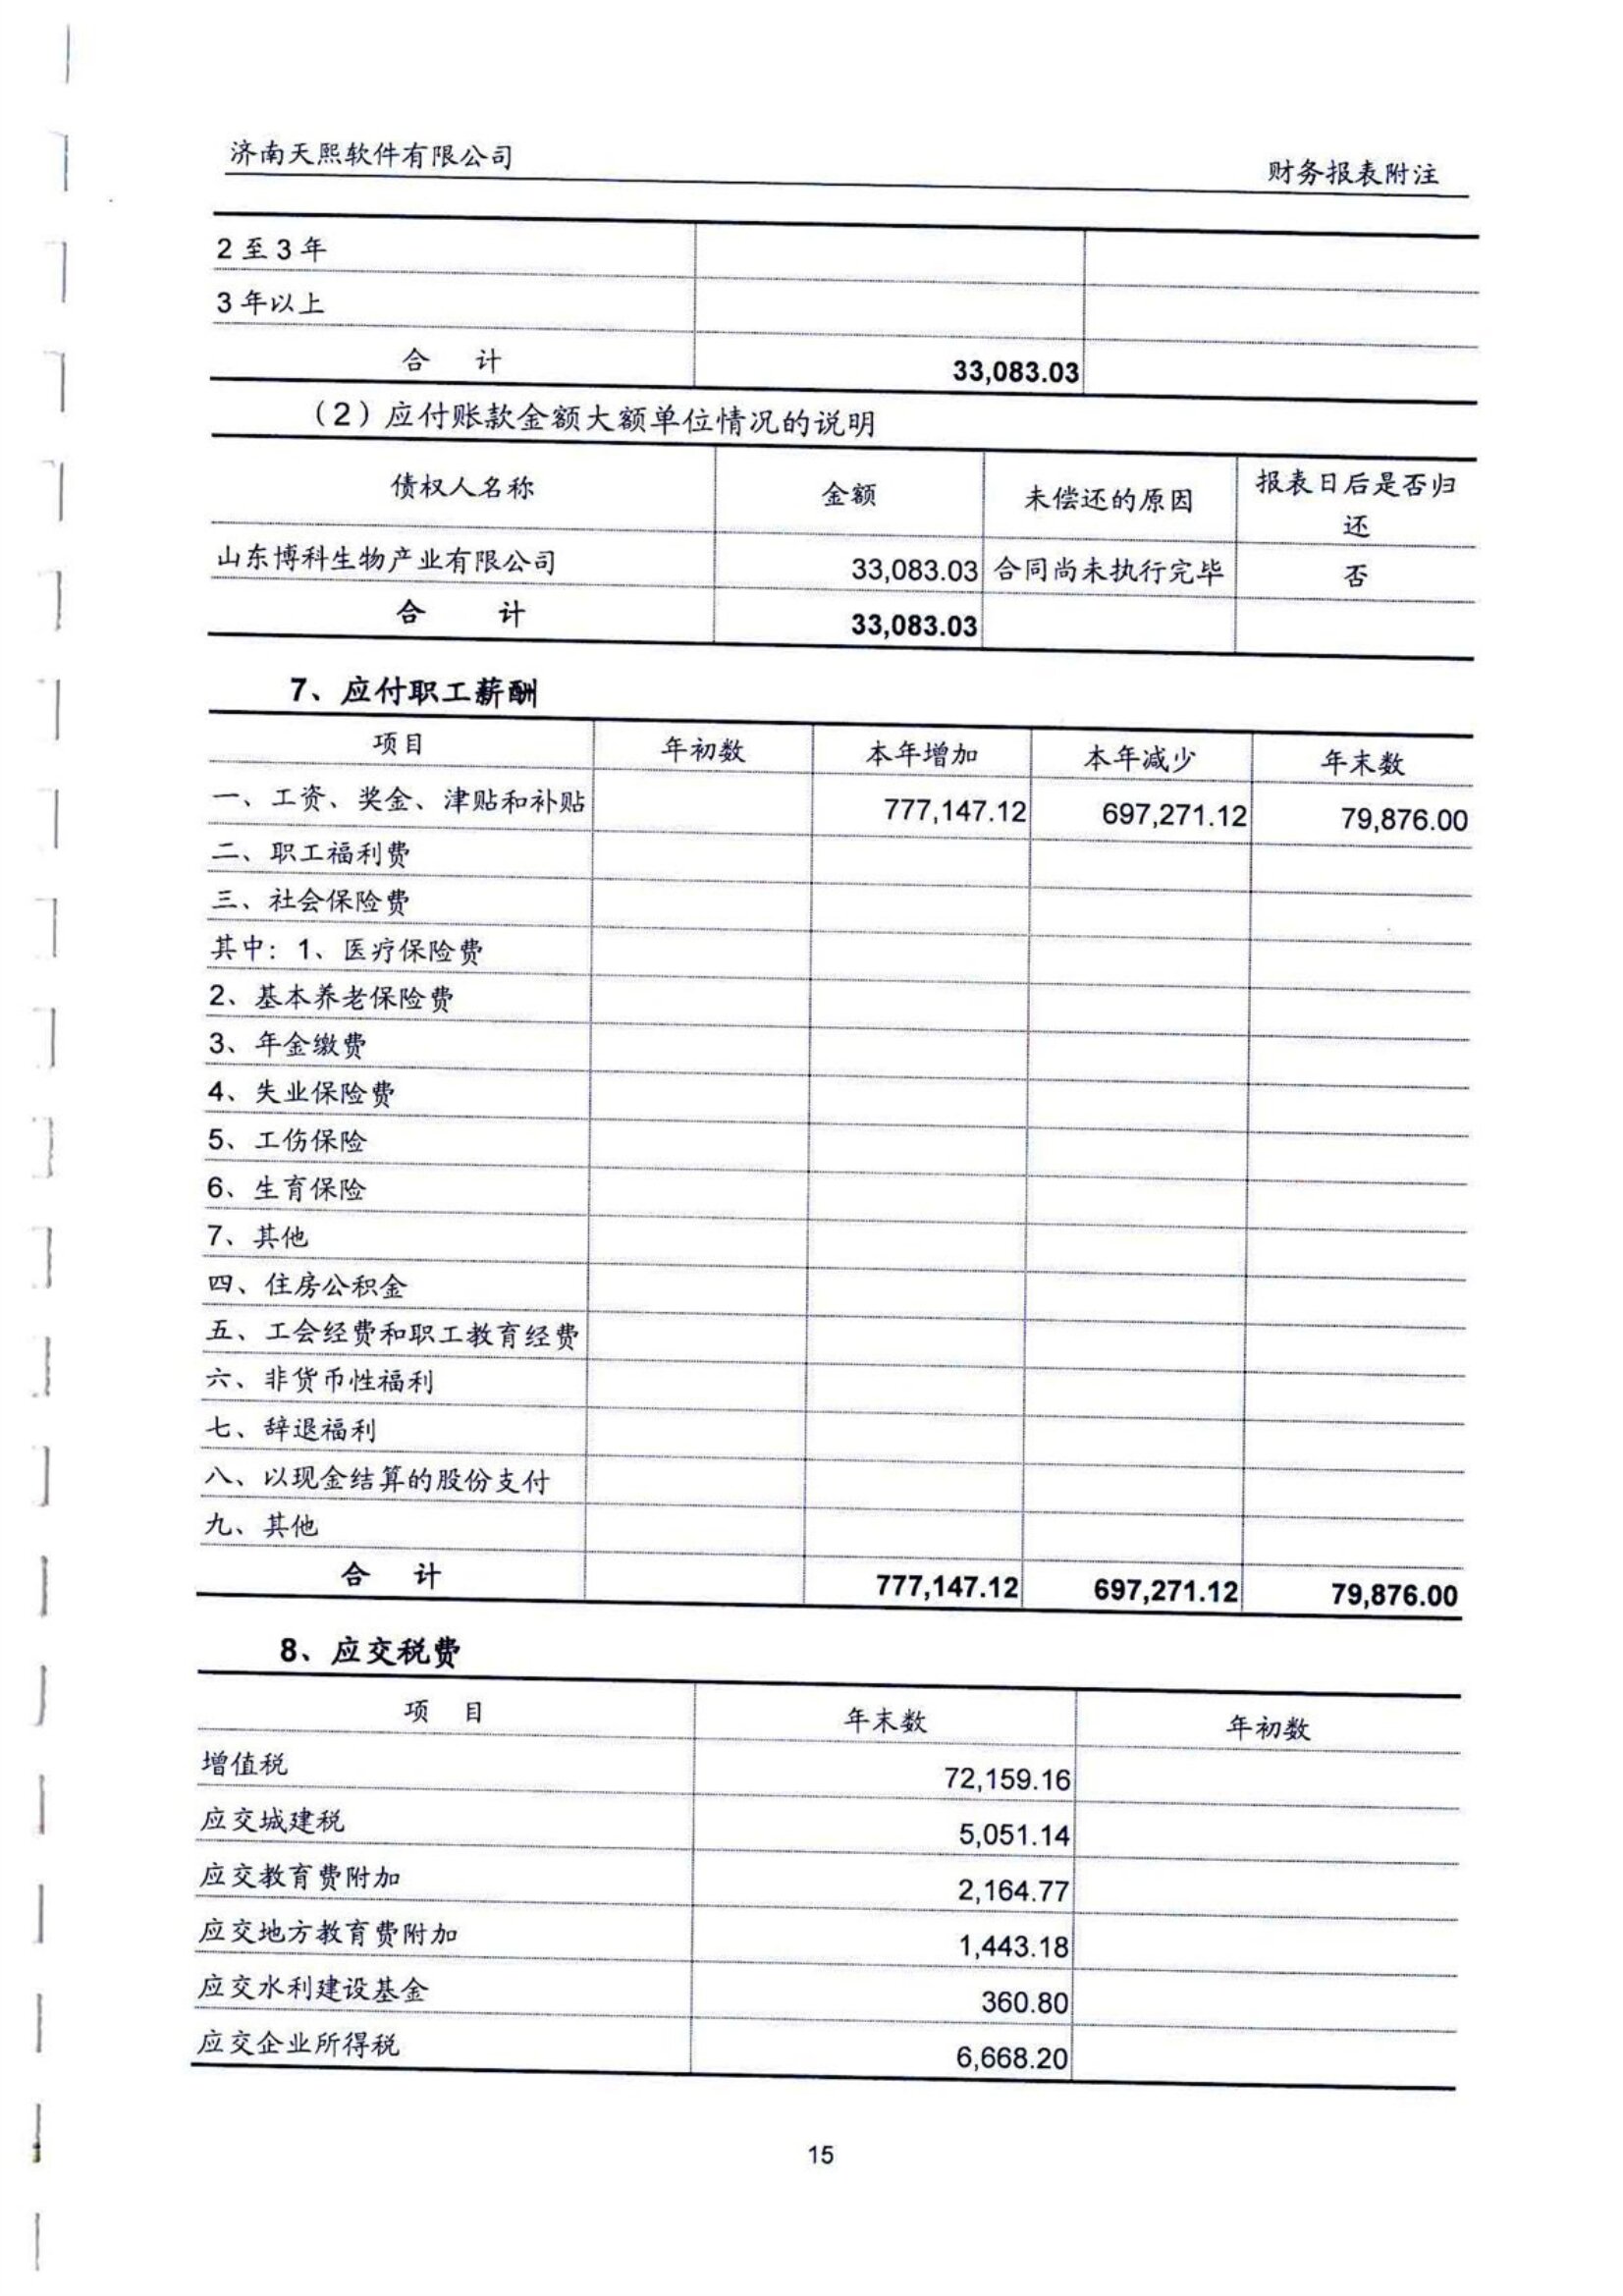 济南天熙软件有限公司 财务报表附注
2至3年
3年以上
合 计 33,083.03
（2）应付账款金额大额单位情况的说明
债权人名称 金额 未偿还的原因 报表日后是否归还
山东博科生物产业有限公司 33,083.03 合同尚未执行完毕 否
合 计 33,083.03
7、应付职工薪酬
项目 年初数 本年增加 本年减少 年末数
一、工资、奖金、津贴和补贴 777,147.12 697,271.12 79,876.00
二、职工福利费
三、社会保险费
其中：1、医疗保险费
2、基本养老保险费
3、年金缴费
4、失业保险费
5、工伤保险
6、生育保险
7、其他
四、住房公积金
五、工会经费和职工教育经费
六、非货币性福利
七、辞退福利
八、以现金结算的股份支付
九、其他
合 计 777,147.12 697,271.12 79,876.00
8、应交税费
项 目 年末数 年初数
增值税 72,159.16
应交城建税 5,051.14
应交教育费附加 2,164.77
应交地方教育费附加 1,443.18
应交水利建设基金 360.80
应交企业所得税 6,668.20
15